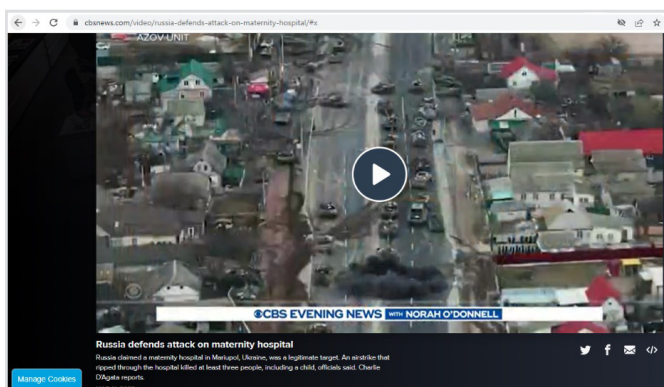 cbsnews.com/video/russia-defends-attack-on-maternity-hospital/#x
AZOV-UNIT
CBS EVENING NEWS WITH NORAH O'DONNELL
Russia defends attack on maternity hospital
Russia claimed a maternity hospital in Mariupol, Ukraine, was a legitimate target. An airstrike that
ripped through the hospital killed at least three people, including a child, officials said. Charlie
D'Agata reports.
Manage Cookies